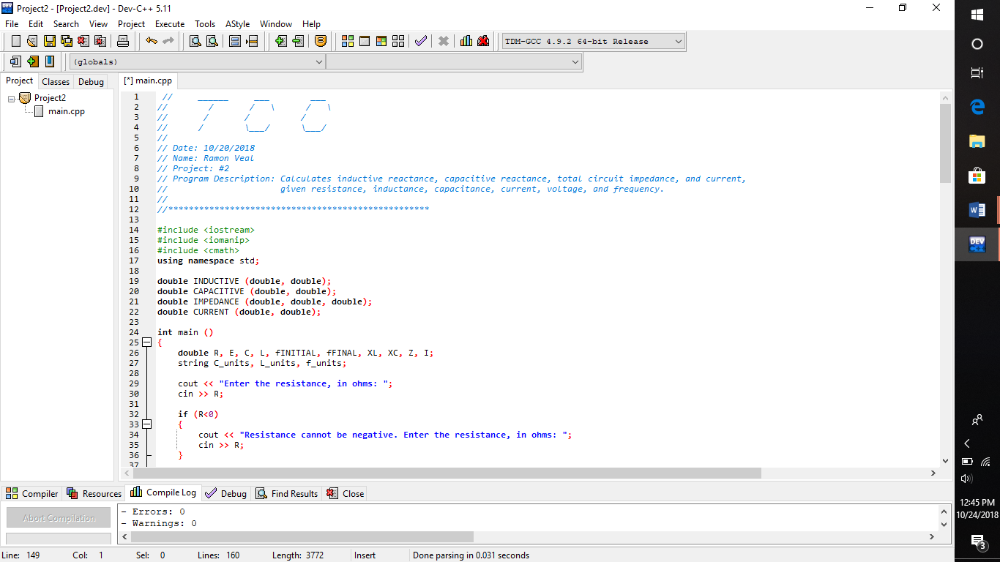 Project2 - [Project2.dev] - Dev-C++ 5.11
File Edit Search View Project Execute Tools AStyle Window Help
TDM-GCC 4.9.2 64-bit Release
(globals)
Project Classes Debug
Project2
main.cpp
[*] main.cpp
1 // ______ ___ ___
2 // / / \ / \
3 // / / /
4 // / \___/ \___/
5 //
6 // Date: 10/20/2018
7 // Name: Ramon Veal
8 // Project: #2
9 // Program Description: Calculates inductive reactance, capacitive reactance, total circuit impedance, and current,
10 // given resistance, inductance, capacitance, current, voltage, and frequency.
11 //
12 //***************************************************
13
14 #include <iostream>
15 #include <iomanip>
16 #include <cmath>
17 using namespace std;
18
19 double INDUCTIVE (double, double);
20 double CAPACITIVE (double, double);
21 double IMPEDANCE (double, double, double);
22 double CURRENT (double, double);
23
24 int main ()
25 {
26 double R, E, C, L, fINITIAL, fFINAL, XL, XC, Z, I;
27 string C_units, L_units, f_units;
28
29 cout << "Enter the resistance, in ohms: ";
30 cin >> R;
31
32 if (R<0)
33 {
34 cout << "Resistance cannot be negative. Enter the resistance, in ohms: ";
35 cin >> R;
36 }
37
Compiler Resources Compile Log Debug Find Results Close
Abort Compilation
- Errors: 0
- Warnings: 0
Line: 149 Col: 1 Sel: 0 Lines: 160 Length: 3772 Insert Done parsing in 0.031 seconds
DEV
12:45 PM
10/24/2018
3